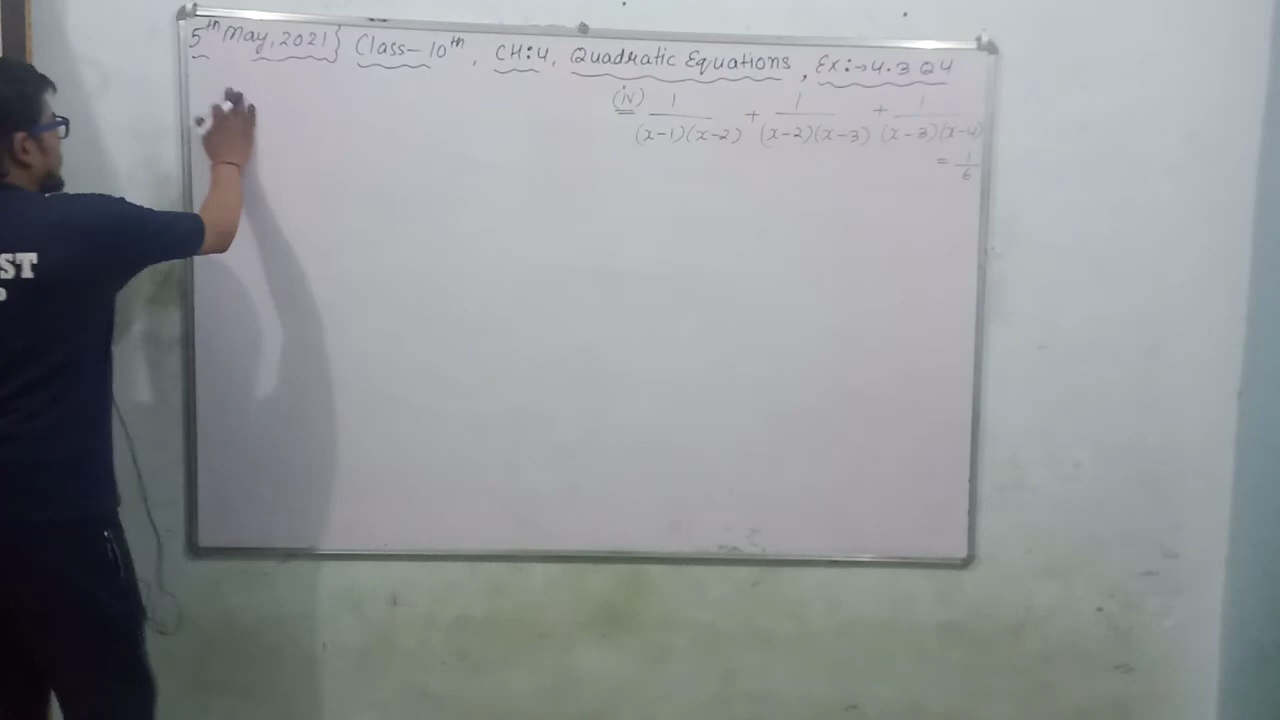 5th May, 2021} Class-10th, CH:4, Quadratic Equations, Ex:→4.3 Q4
(iv) 1/(x-1)(x-2) + 1/(x-2)(x-3) + 1/(x-3)(x-4)
= 1/6
ST